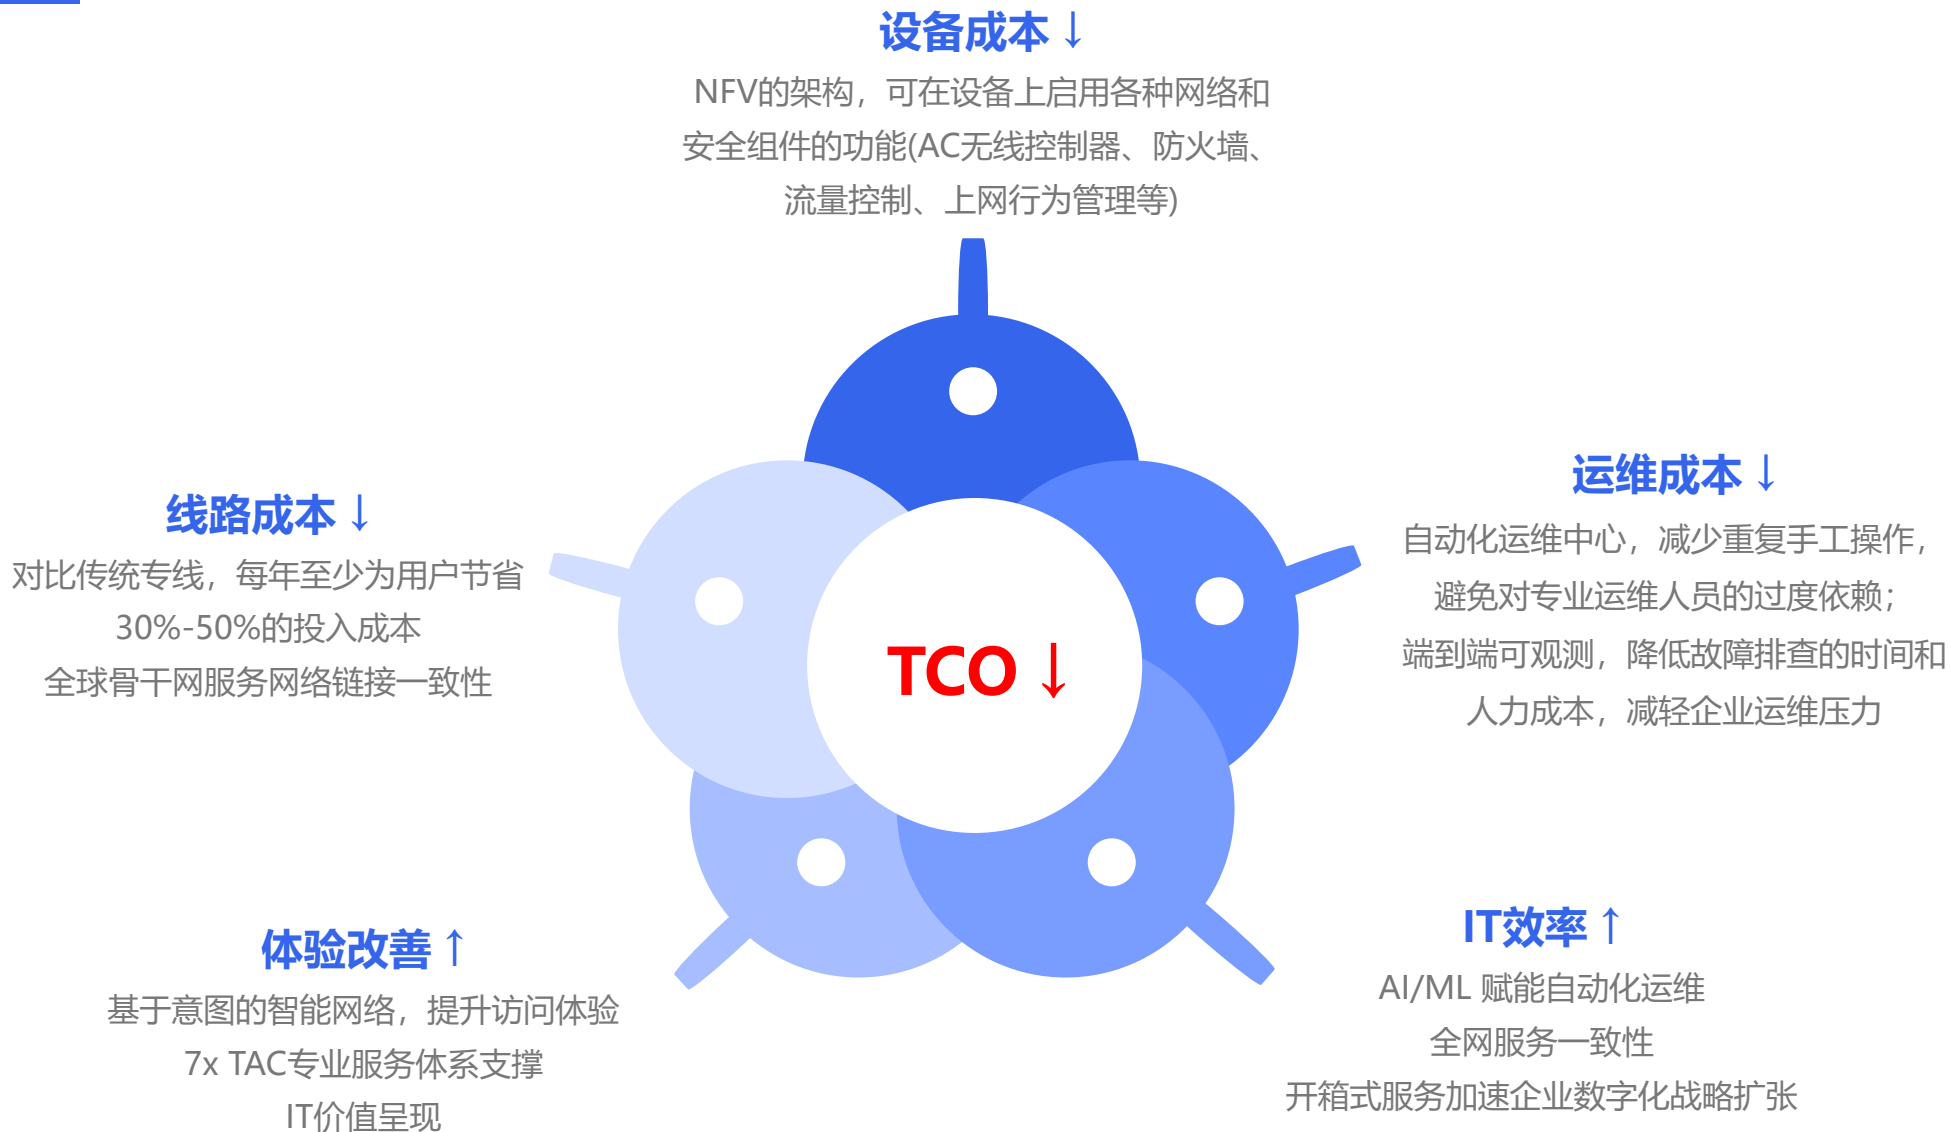 设备成本↓
NFV的架构，可在设备上启用各种网络和
安全组件的功能(AC无线控制器、防火墙、
流量控制、上网行为管理等)
线路成本↓
对比传统专线，每年至少为用户节省
30%-50%的投入成本
全球骨干网服务网络链接一致性
TCO↓
运维成本↓
自动化运维中心，减少重复手工操作，
避免对专业运维人员的过度依赖；
端到端可观测，降低故障排查的时间和
人力成本，减轻企业运维压力
体验改善↑
基于意图的智能网络，提升访问体验
7x TAC专业服务体系支撑
IT价值呈现
IT效率↑
AI/ML 赋能自动化运维
全网服务一致性
开箱式服务加速企业数字化战略扩张